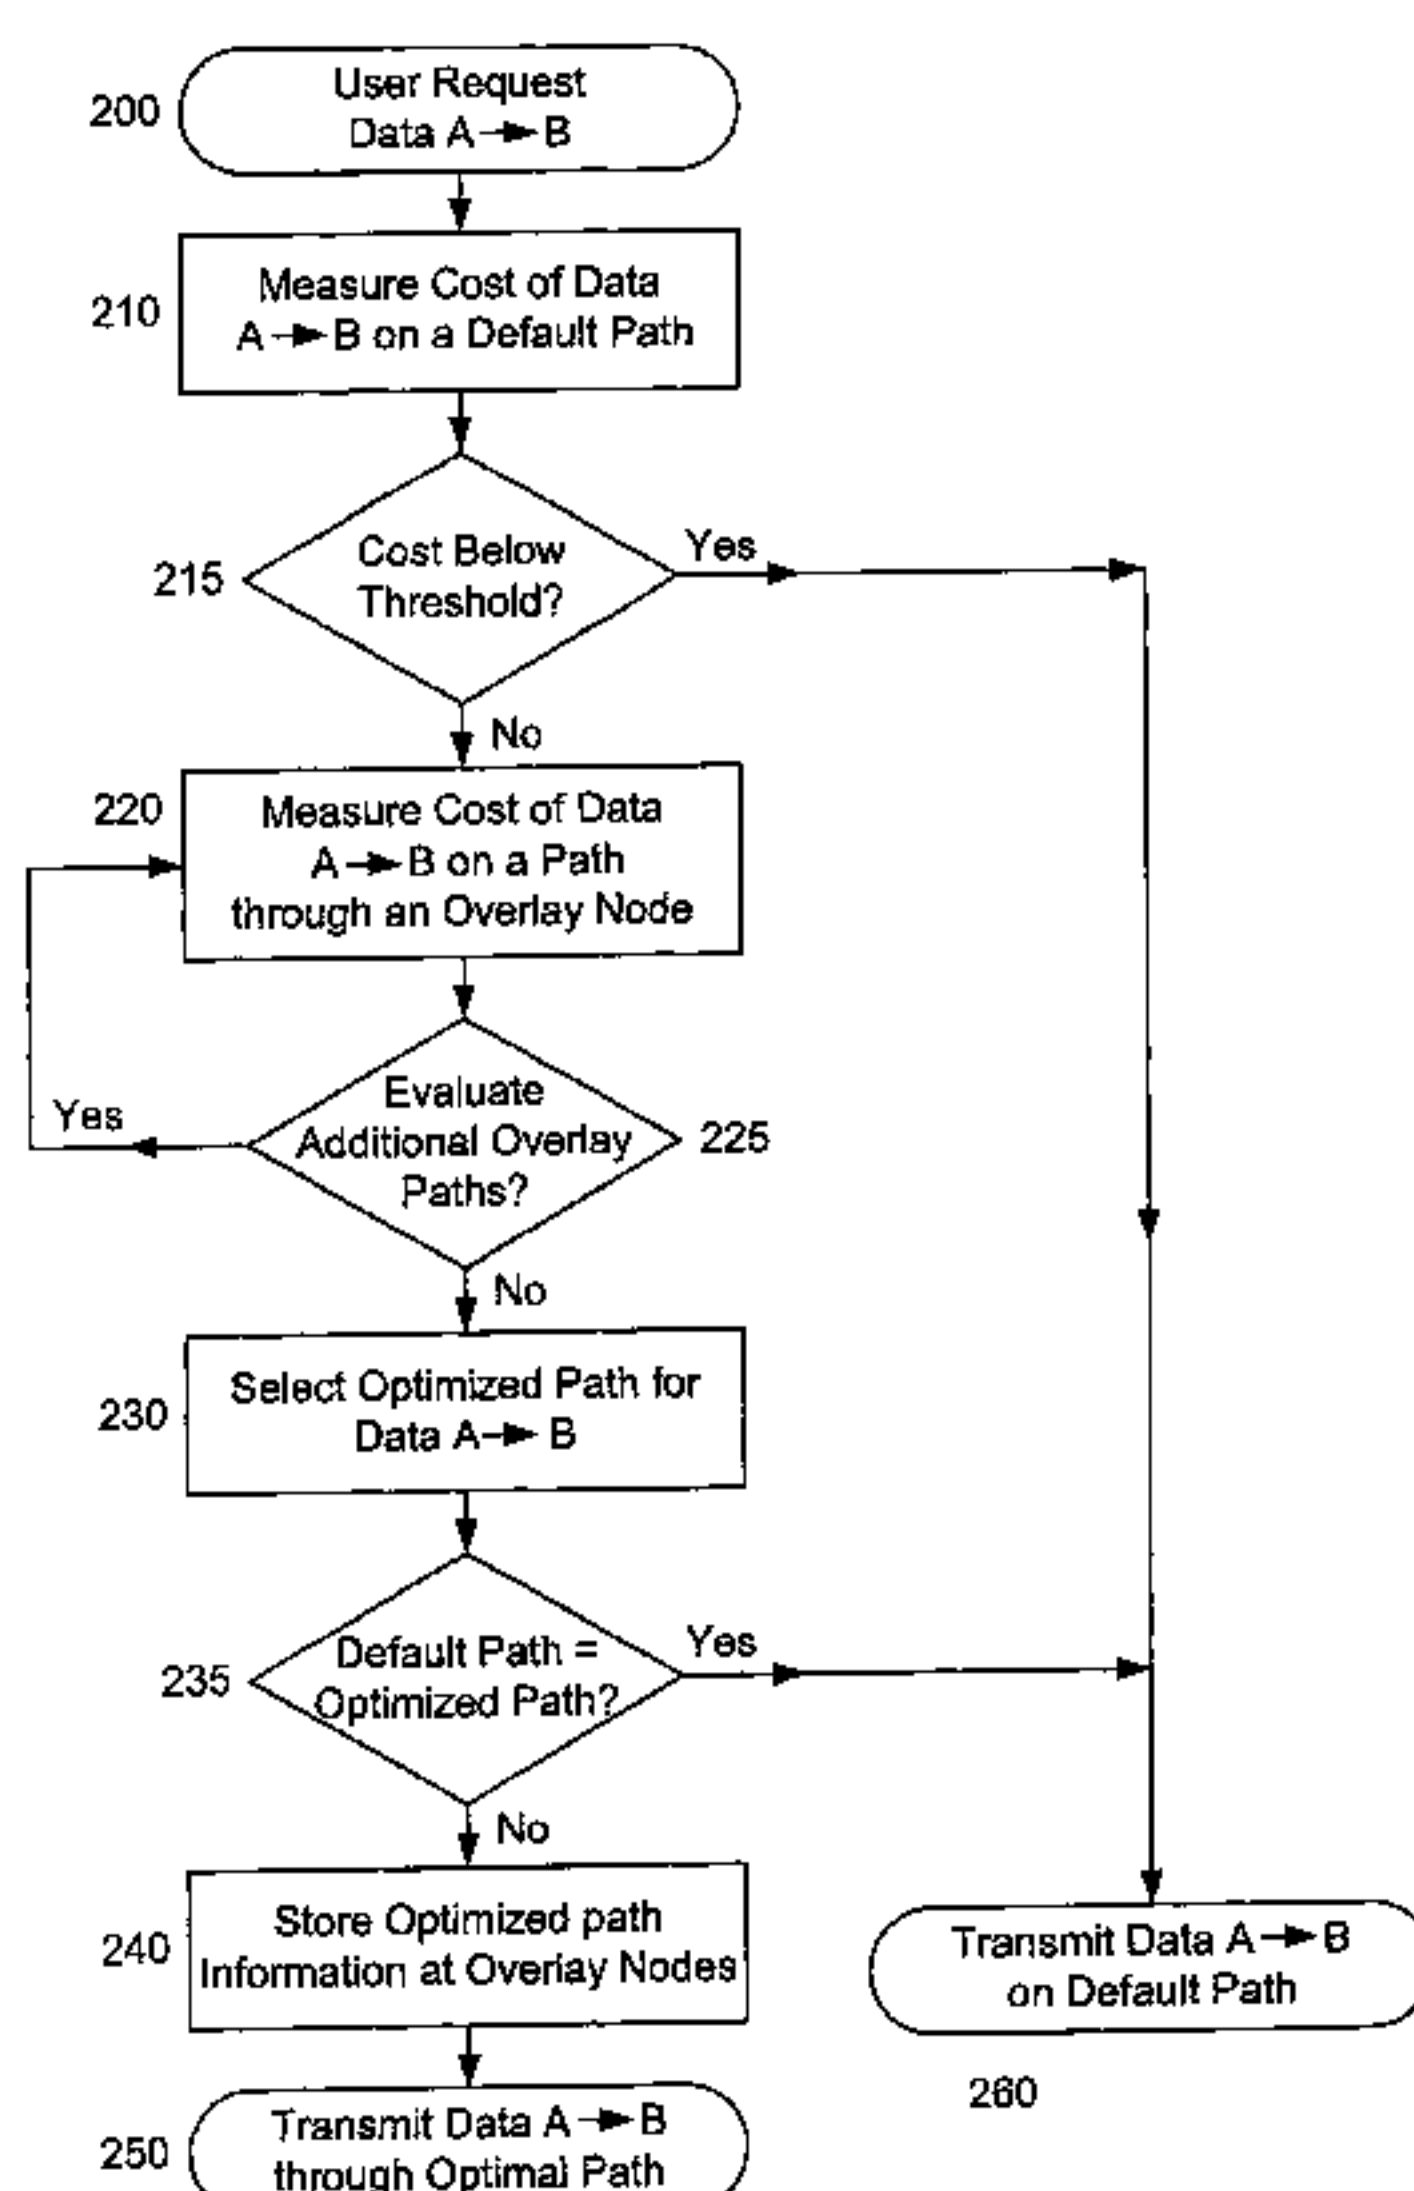 200
User Request
Data A → B
210
Measure Cost of Data
A → B on a Default Path
215
Cost Below
Threshold?
Yes
No
220
Measure Cost of Data
A → B on a Path
through an Overlay Node
Yes
Evaluate
Additional Overlay
Paths?
225
No
230
Select Optimized Path for
Data A → B
235
Default Path =
Optimized Path?
Yes
No
240
Store Optimized path
Information at Overlay Nodes
Transmit Data A → B
on Default Path
260
250
Transmit Data A → B
through Optimal Path